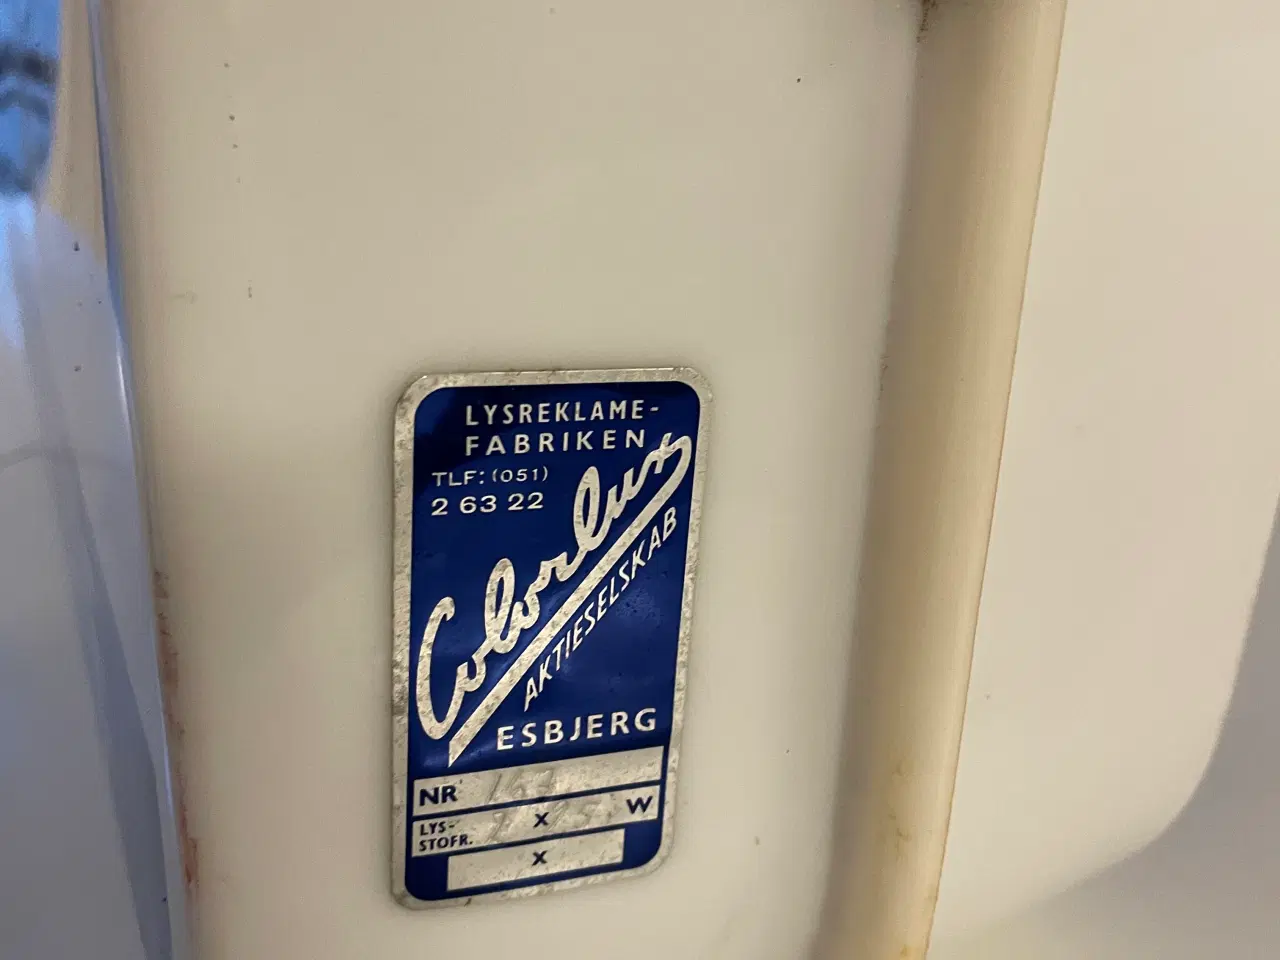 LYSREKLAME-
FABRIKEN
TLF: (051)
2 63 22
Colorlux
AKTIESELSKAB
ESBJERG
NR
LYS- X W
STOFR.
X